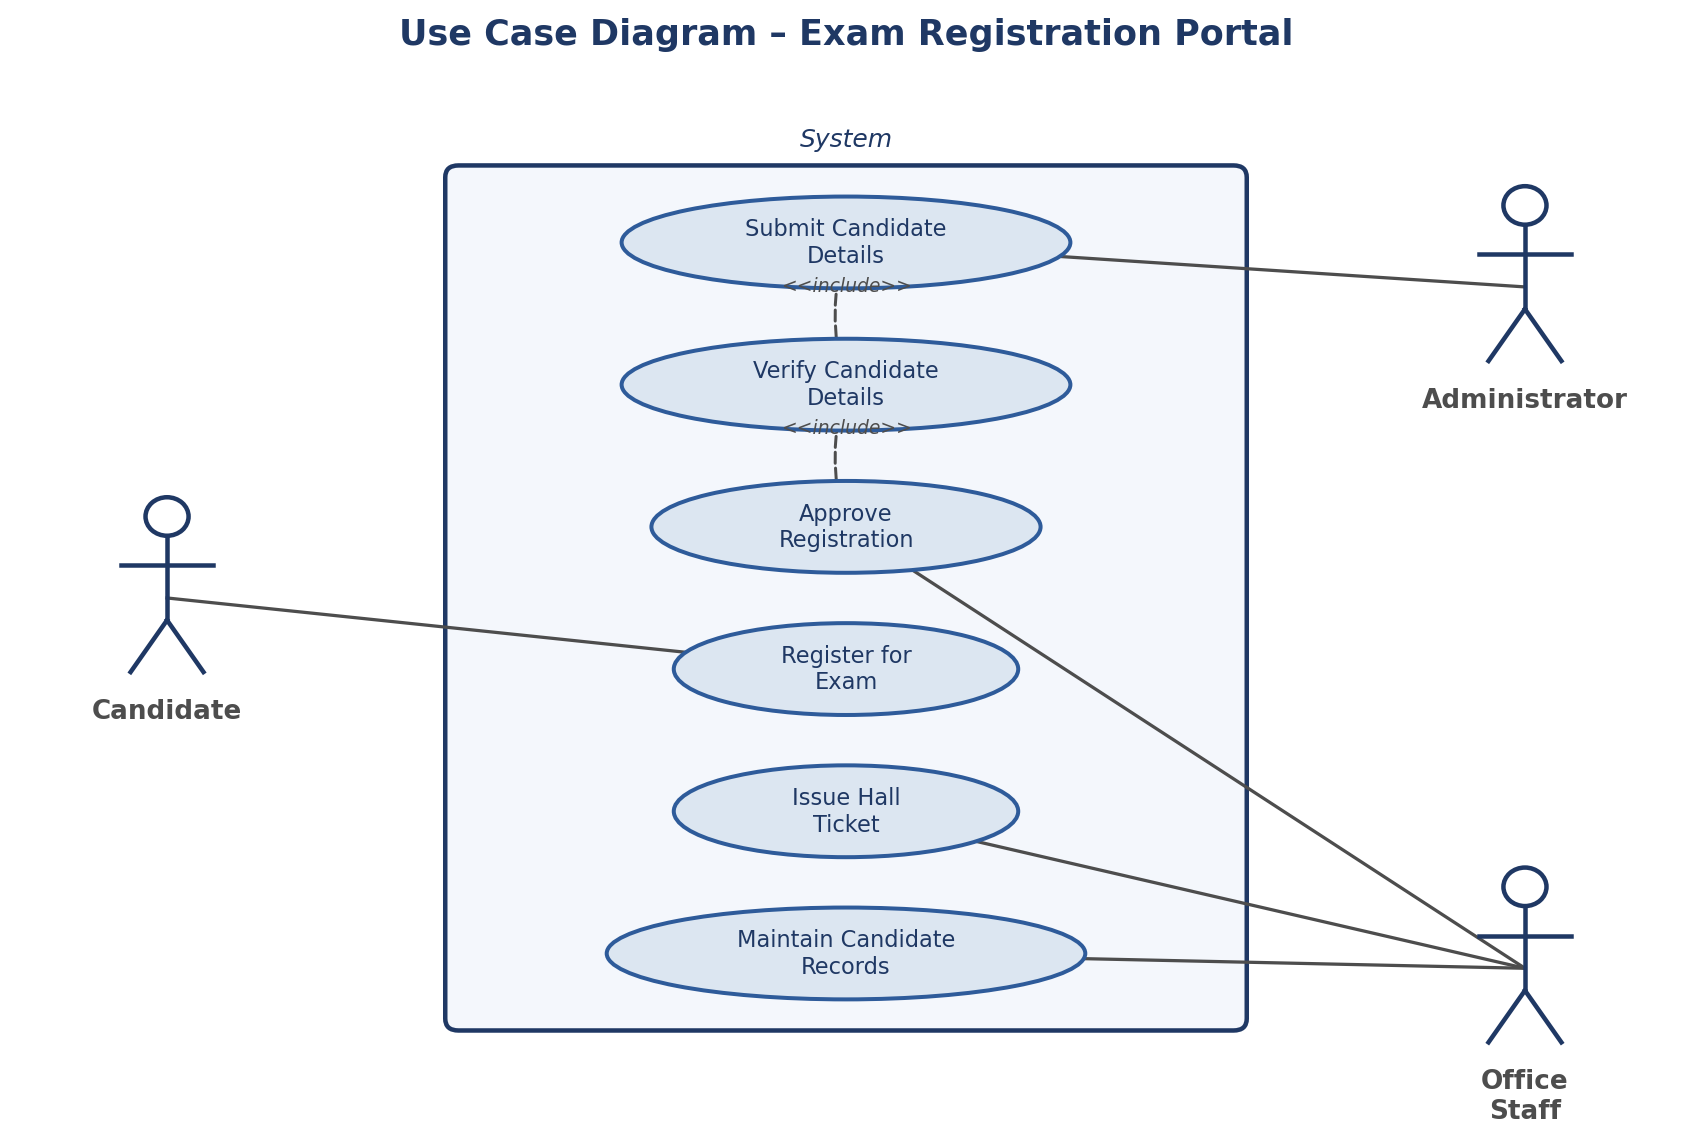 Use Case Diagram – Exam Registration Portal
System
Submit Candidate
Details
<<include>>
Verify Candidate
Details
<<include>>
Approve
Registration
Register for
Exam
Issue Hall
Ticket
Maintain Candidate
Records
Administrator
Candidate
Office
Staff